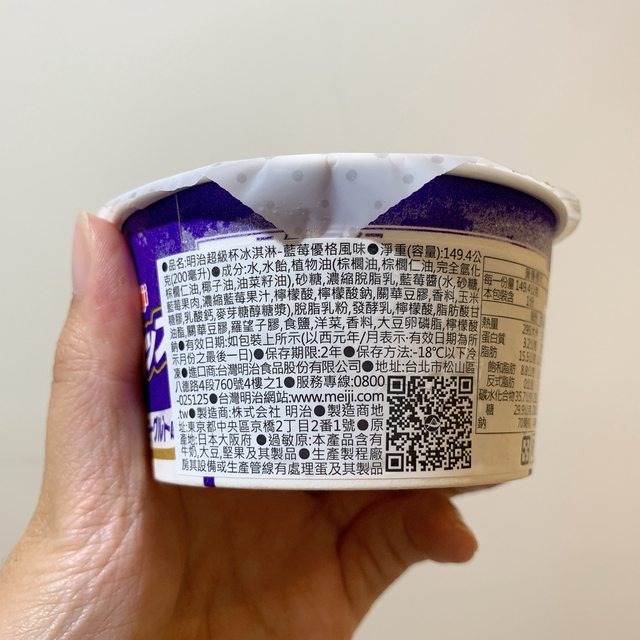 ●品名:明治超級杯冰淇淋-藍莓優格風味●淨重(容量):149.4公
克(200毫升)●成分:水,水飴,植物油(棕櫚油,棕櫚仁油,完全氫化
棕櫚仁油,椰子油,油菜籽油),砂糖,濃縮脫脂乳,藍莓醬(水,砂糖,
藍莓果肉,濃縮藍莓果汁,檸檬酸,檸檬酸鈉,關華豆膠,香料,玉米
糖膠,乳酸鈣,麥芽糖醇糖漿),脫脂乳粉,發酵乳,檸檬酸,脂肪酸甘
油酯,關華豆膠,羅望子膠,食鹽,洋菜,香料,大豆卵磷脂,檸檬酸
鈉●有效日期:如包裝上所示(以西元年/月表示·有效日期為所
示月份之最後一日)●保存期限:2年●保存方法:-18℃以下冷
凍●進口商:台灣明治食品股份有限公司●地址:台北市松山區
八德路4段760號4樓之1●服務專線:0800
-025125●台灣明治網站:www.meiji.com
.tw●製造商:株式会社 明治●製造商地
址:東京都中央区京橋2丁目2番1號●原
產地:日本大阪府 ●過敏原:本產品含有
牛奶,大豆,堅果及其製品●生產製程廠
房其設備或生產管線有處理蛋及其製品
每一份量 149.4
本包裝含
熱量
蛋白質
脂肪
飽和脂肪
反式脂肪
碳水化合物
糖
鈉